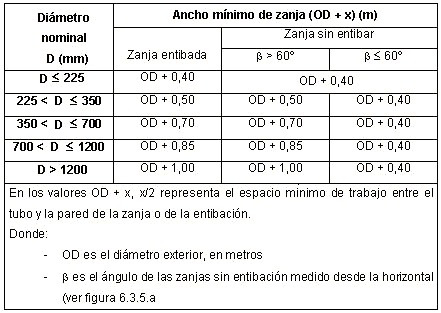 Diámetro nominal D (mm) Ancho mínimo de zanja (OD + x) (m)
Zanja entibada Zanja sin entibar
β > 60° β ≤ 60°
D ≤ 225 OD + 0,40 OD + 0,40
225 < D ≤ 350 OD + 0,50 OD + 0,50 OD + 0,40
350 < D ≤ 700 OD + 0,70 OD + 0,70 OD + 0,40
700 < D ≤ 1200 OD + 0,85 OD + 0,85 OD + 0,40
D > 1200 OD + 1,00 OD + 1,00 OD + 0,40
En los valores OD + x, x/2 representa el espacio minimo de trabajo entre el
tubo y la pared de la zanja o de la entibación.
Donde:
- OD es el diámetro exterior, en metros
- β es el ángulo de las zanjas sin entibación medido desde la horizontal
(ver figura 6.3.5.a